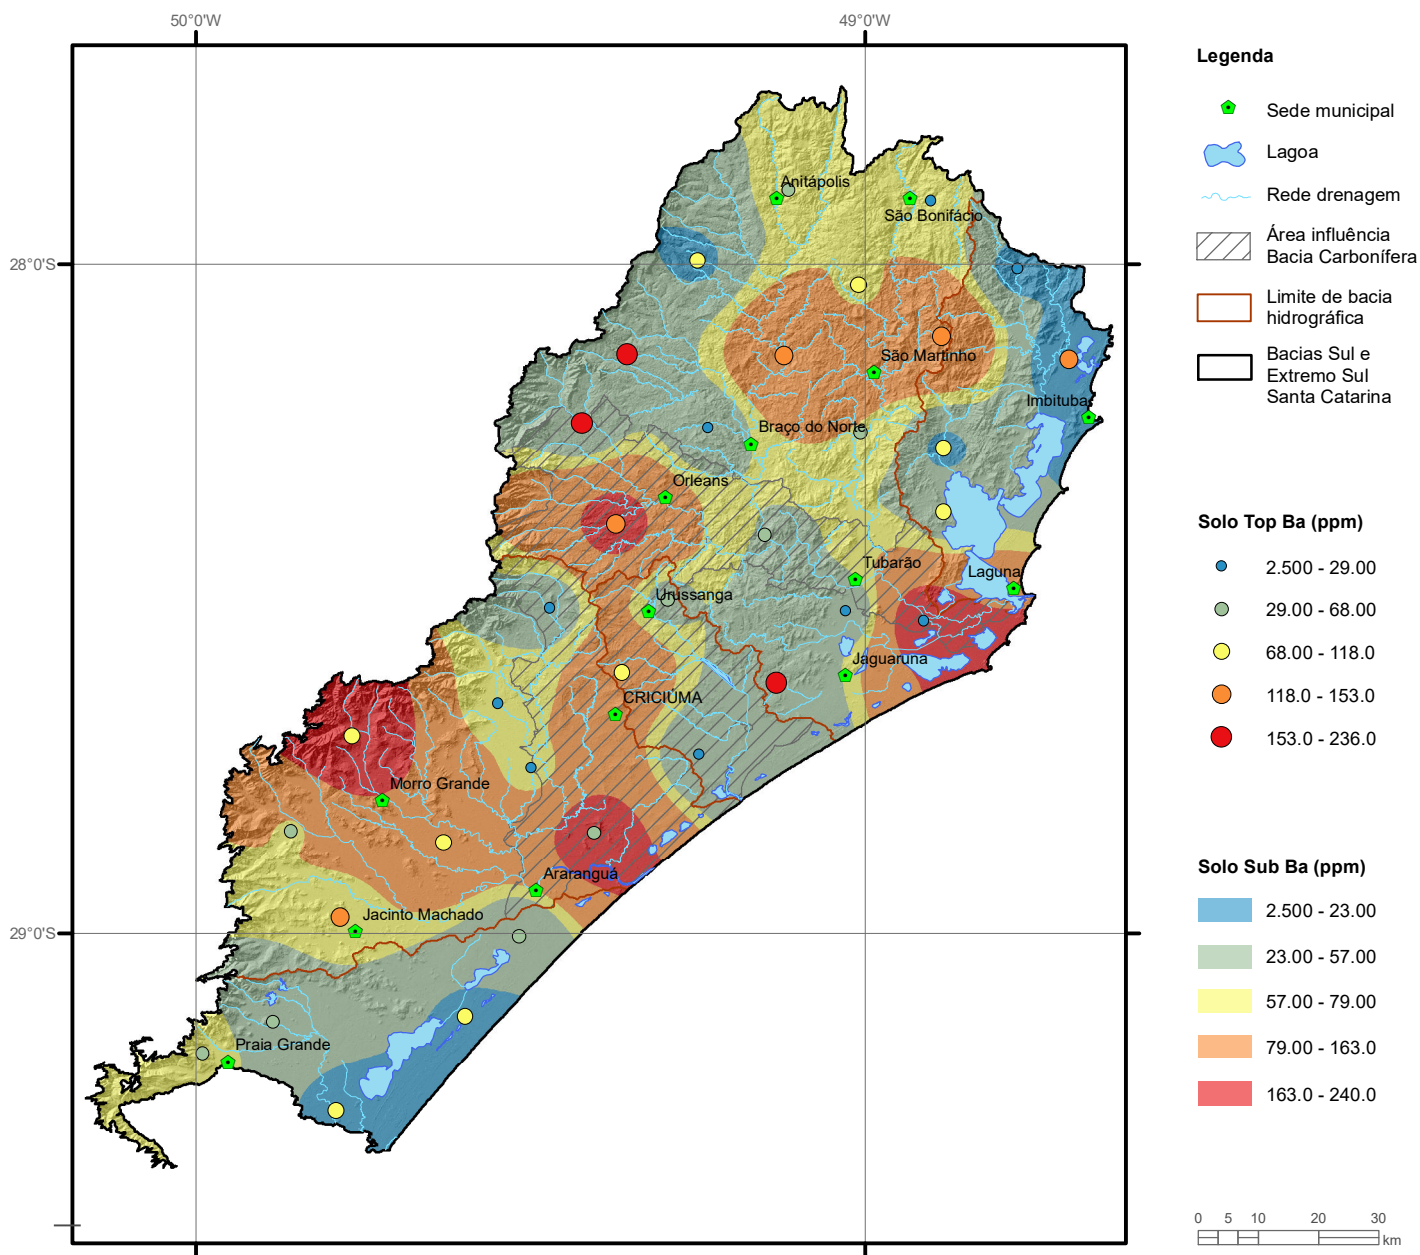 50°0'W
49°0'W
28°0'S
29°0'S
Anitápolis
São Bonifácio
São Martinho
Imbituba
Braço do Norte
Orleans
Tubarão
Laguna
Urussanga
Jaguaruna
CRICIÚMA
Morro Grande
Araranguá
Jacinto Machado
Praia Grande
Legenda
Sede municipal
Lagoa
Rede drenagem
Área influência
Bacia Carbonífera
Limite de bacia
hidrográfica
Bacias Sul e
Extremo Sul
Santa Catarina
Solo Top Ba (ppm)
2.500 - 29.00
29.00 - 68.00
68.00 - 118.0
118.0 - 153.0
153.0 - 236.0
Solo Sub Ba (ppm)
2.500 - 23.00
23.00 - 57.00
57.00 - 79.00
79.00 - 163.0
163.0 - 240.0
0 5 10 20 30
km